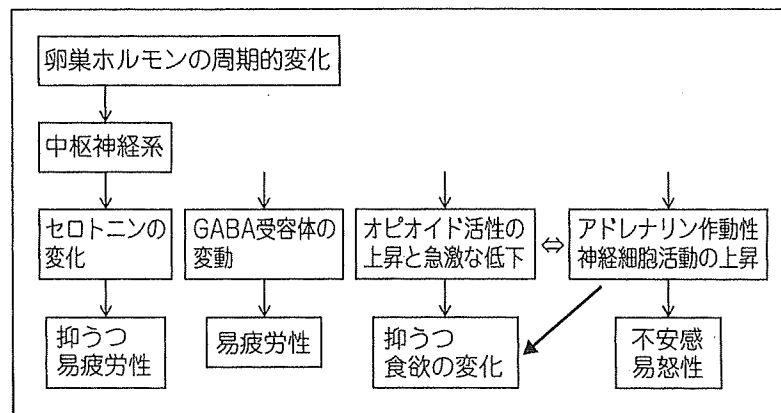 卵巣ホルモンの周期的変化
中枢神経系
セロトニンの
変化
GABA受容体の
変動
オピオイド活性の
上昇と急激な低下
⇔
アドレナリン作動性
神経細胞活動の上昇
抑うつ
易疲労性
易疲労性
抑うつ
食欲の変化
不安感
易怒性